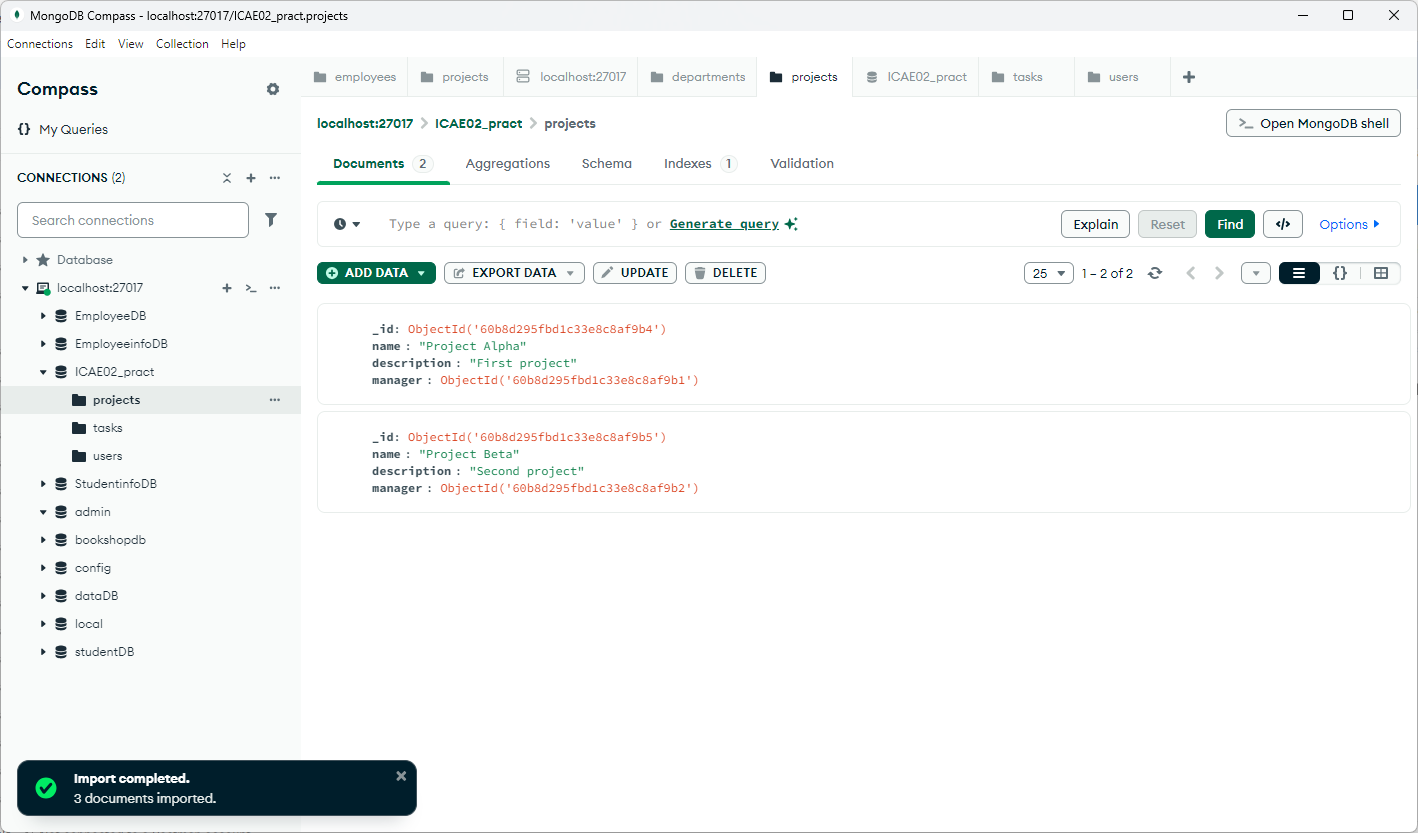 MongoDB Compass - localhost:27017/ICAE02_pract.projects
Connections Edit View Collection Help
Compass
My Queries
CONNECTIONS (2)
Search connections
Database
localhost:27017
EmployeeDB
EmployeeinfoDB
ICAE02_pract
projects
tasks
users
StudentinfoDB
admin
bookshopdb
config
dataDB
local
studentDB
employees projects localhost:27017 departments projects ICAE02_pract tasks users
localhost:27017 > ICAE02_pract > projects
>_ Open MongoDB shell
Documents 2 Aggregations Schema Indexes 1 Validation
Type a query: { field: 'value' } or Generate query
Explain Reset Find </> Options
ADD DATA EXPORT DATA UPDATE DELETE
25 1 – 2 of 2 {}
_id: ObjectId('60b8d295fbd1c33e8c8af9b4')
name : "Project Alpha"
description : "First project"
manager : ObjectId('60b8d295fbd1c33e8c8af9b1')
_id: ObjectId('60b8d295fbd1c33e8c8af9b5')
name : "Project Beta"
description : "Second project"
manager : ObjectId('60b8d295fbd1c33e8c8af9b2')
Import completed.
3 documents imported.